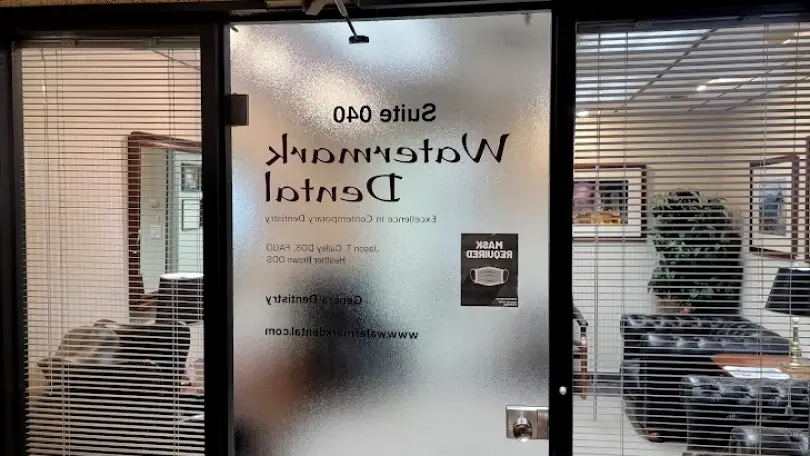 Suite 040
Watermark
Dental
Excellence in Contemporary Dentistry
Jason T. Culley DDS, FAGD
Heather Brown DDS
MASK
REQUIRED
Genera Dentistry
www.watermarkdental.com